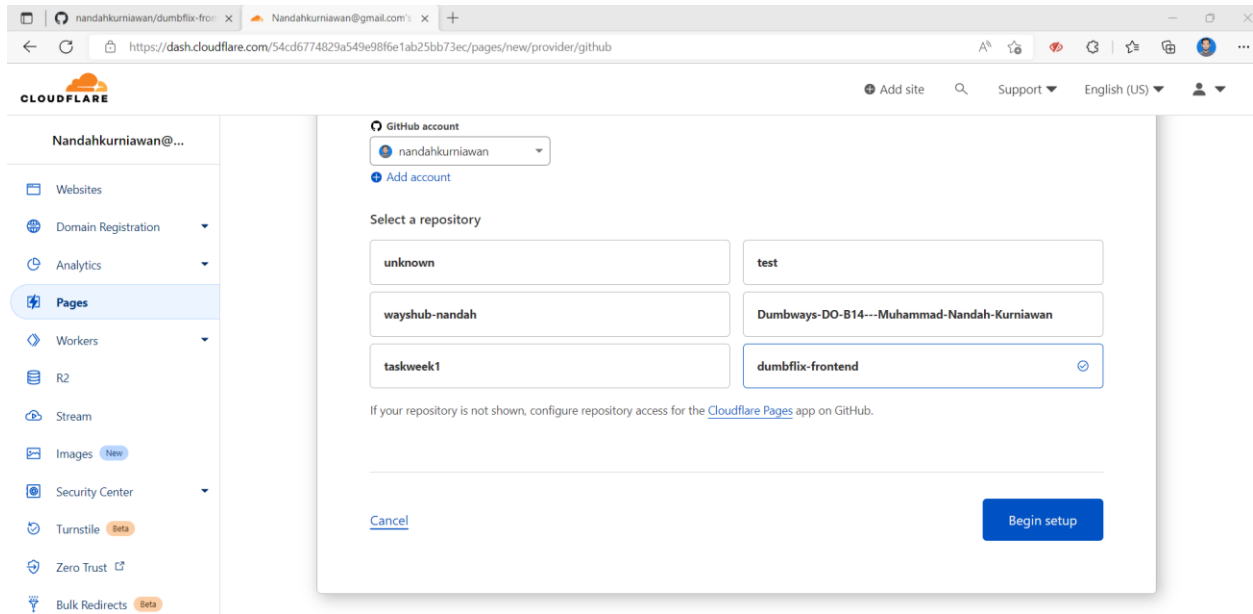 nandahkurniawan/dumbflix-fron
Nandahkurniawan@gmail.com's
https://dash.cloudflare.com/54cd6774829a549e98f6e1ab25bb73ec/pages/new/provider/github
CLOUDFLARE
Add site
Support
English (US)
Nandahkurniawan@...
Websites
Domain Registration
Analytics
Pages
Workers
R2
Stream
Images New
Security Center
Turnstile Beta
Zero Trust
Bulk Redirects Beta
GitHub account
nandahkurniawan
Add account
Select a repository
unknown
test
wayshub-nandah
Dumbways-DO-B14---Muhammad-Nandah-Kurniawan
taskweek1
dumbflix-frontend
If your repository is not shown, configure repository access for the Cloudflare Pages app on GitHub.
Cancel
Begin setup